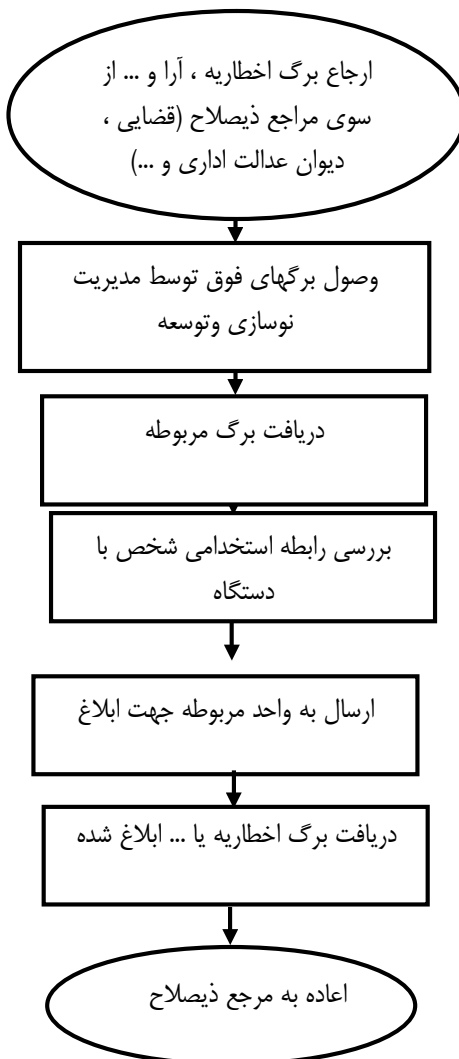 ارجاع برگ اخطاریه ، آرا و ... از
سوی مراجع ذیصلاح (قضایی ،
دیوان عدالت اداری و ...)
وصول برگهای فوق توسط مدیریت
نوسازی وتوسعه
دریافت برگ مربوطه
بررسی رابطه استخدامی شخص با
دستگاه
ارسال به واحد مربوطه جهت ابلاغ
دریافت برگ اخطاریه یا ... ابلاغ شده
اعاده به مرجع ذیصلاح